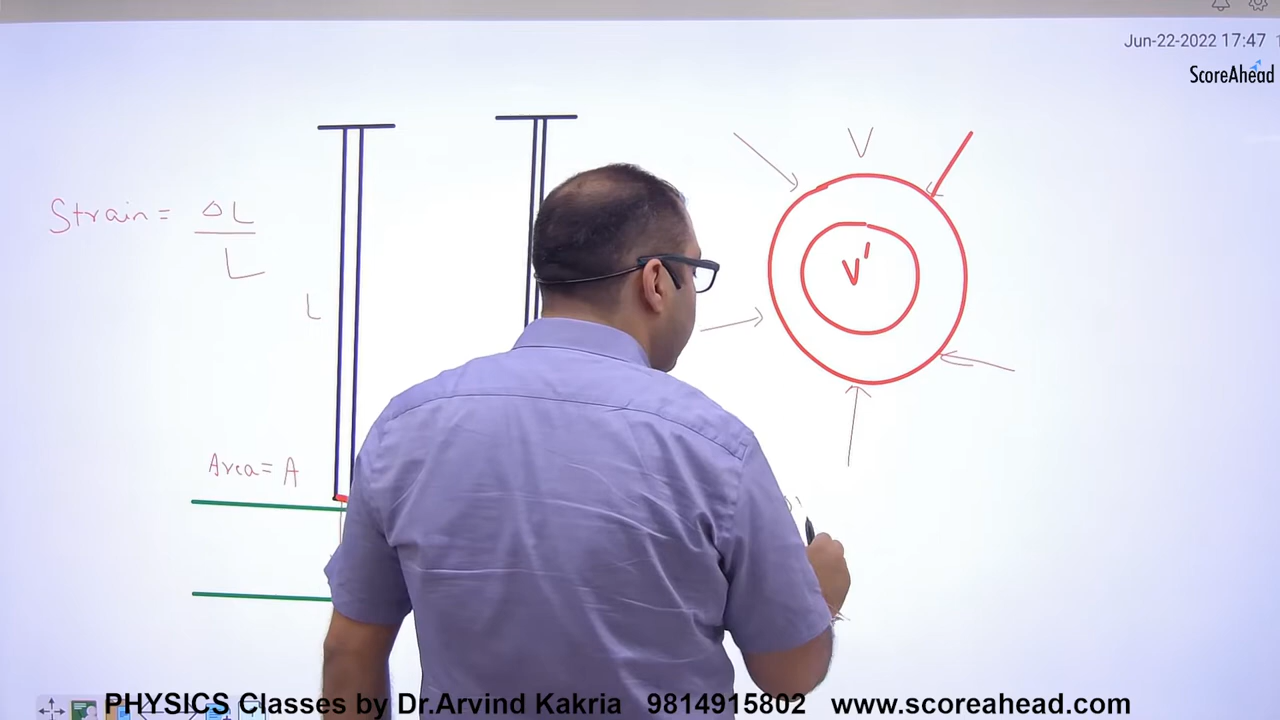 Jun-22-2022 17:47
ScoreAhead
V
Strain = ΔL
L
V'
L
Area = A
PHYSICS Classes by Dr.Arvind Kakria 9814915802 www.scoreahead.com